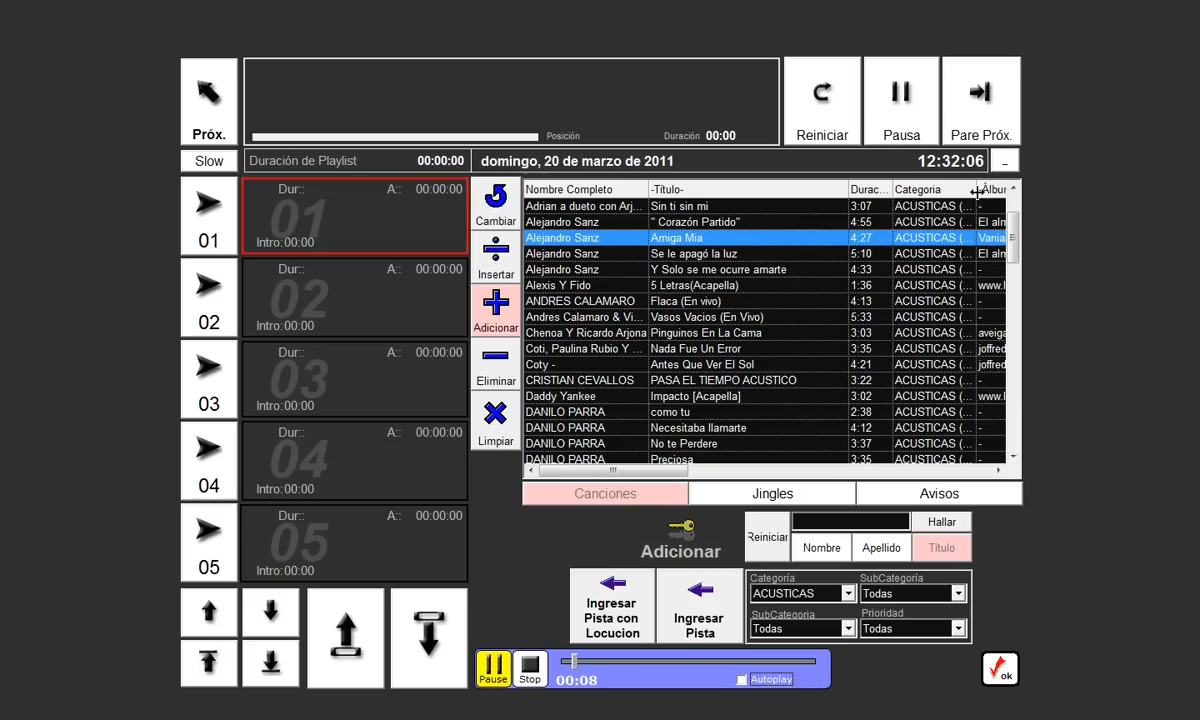 Próx.
Posición
Duración 00:00
Reiniciar
Pausa
Pare Próx.
Slow
Duración de Playlist 00:00:00
domingo, 20 de marzo de 2011
12:32:06
01
Dur:: A:: 00:00:00
01
Intro:00:00
02
Dur:: A:: 00:00:00
02
Intro:00:00
03
Dur:: A:: 00:00:00
03
Intro:00:00
04
Dur:: A:: 00:00:00
04
Intro:00:00
05
Dur:: A:: 00:00:00
05
Intro:00:00
Cambiar
Insertar
Adicionar
Eliminar
Limpiar
Nombre Completo -Título- Durac... Categoria Álbur
Adrian a dueto con Arj... Sin ti sin mi 3:07 ACUSTICAS (...
Alejandro Sanz " Corazón Partido" 4:55 ACUSTICAS (... El aln
Alejandro Sanz Amiga Mia 4:27 ACUSTICAS (... Vania
Alejandro Sanz Se le apagó la luz 5:10 ACUSTICAS (... El aln
Alejandro Sanz Y Solo se me ocurre amarte 4:33 ACUSTICAS (... -
Alexis Y Fido 5 Letras(Acapella) 1:36 ACUSTICAS (... www.l
ANDRES CALAMARO Flaca (En vivo) 4:13 ACUSTICAS (... -
Andres Calamaro & Vi... Vasos Vacios (En Vivo) 5:33 ACUSTICAS (... -
Chenoa Y Ricardo Arjona Pinguinos En La Cama 3:03 ACUSTICAS (... aveiga
Coti, Paulina Rubio Y ... Nada Fue Un Error 3:35 ACUSTICAS (... joffred
Coty - Antes Que Ver El Sol 4:21 ACUSTICAS (... joffred
CRISTIAN CEVALLOS PASA EL TIEMPO ACUSTICO 3:22 ACUSTICAS (... -
Daddy Yankee Impacto [Acapella] 3:02 ACUSTICAS (... www.l
DANILO PARRA como tu 2:38 ACUSTICAS (... -
DANILO PARRA Necesitaba llamarte 4:12 ACUSTICAS (... -
DANILO PARRA No te Perdere 3:37 ACUSTICAS (... -
DANILO PARRA Preciosa 3:35 ACUSTICAS (... -
Canciones
Jingles
Avisos
Adicionar
Reiniciar
Hallar
Nombre
Apellido
Título
Ingresar
Pista con
Locucion
Ingresar
Pista
Categoría
ACUSTICAS
SubCategoría
Todas
SubCategoria
Todas
Prioridad
Todas
Pause
Stop
00:08
Autoplay
ok